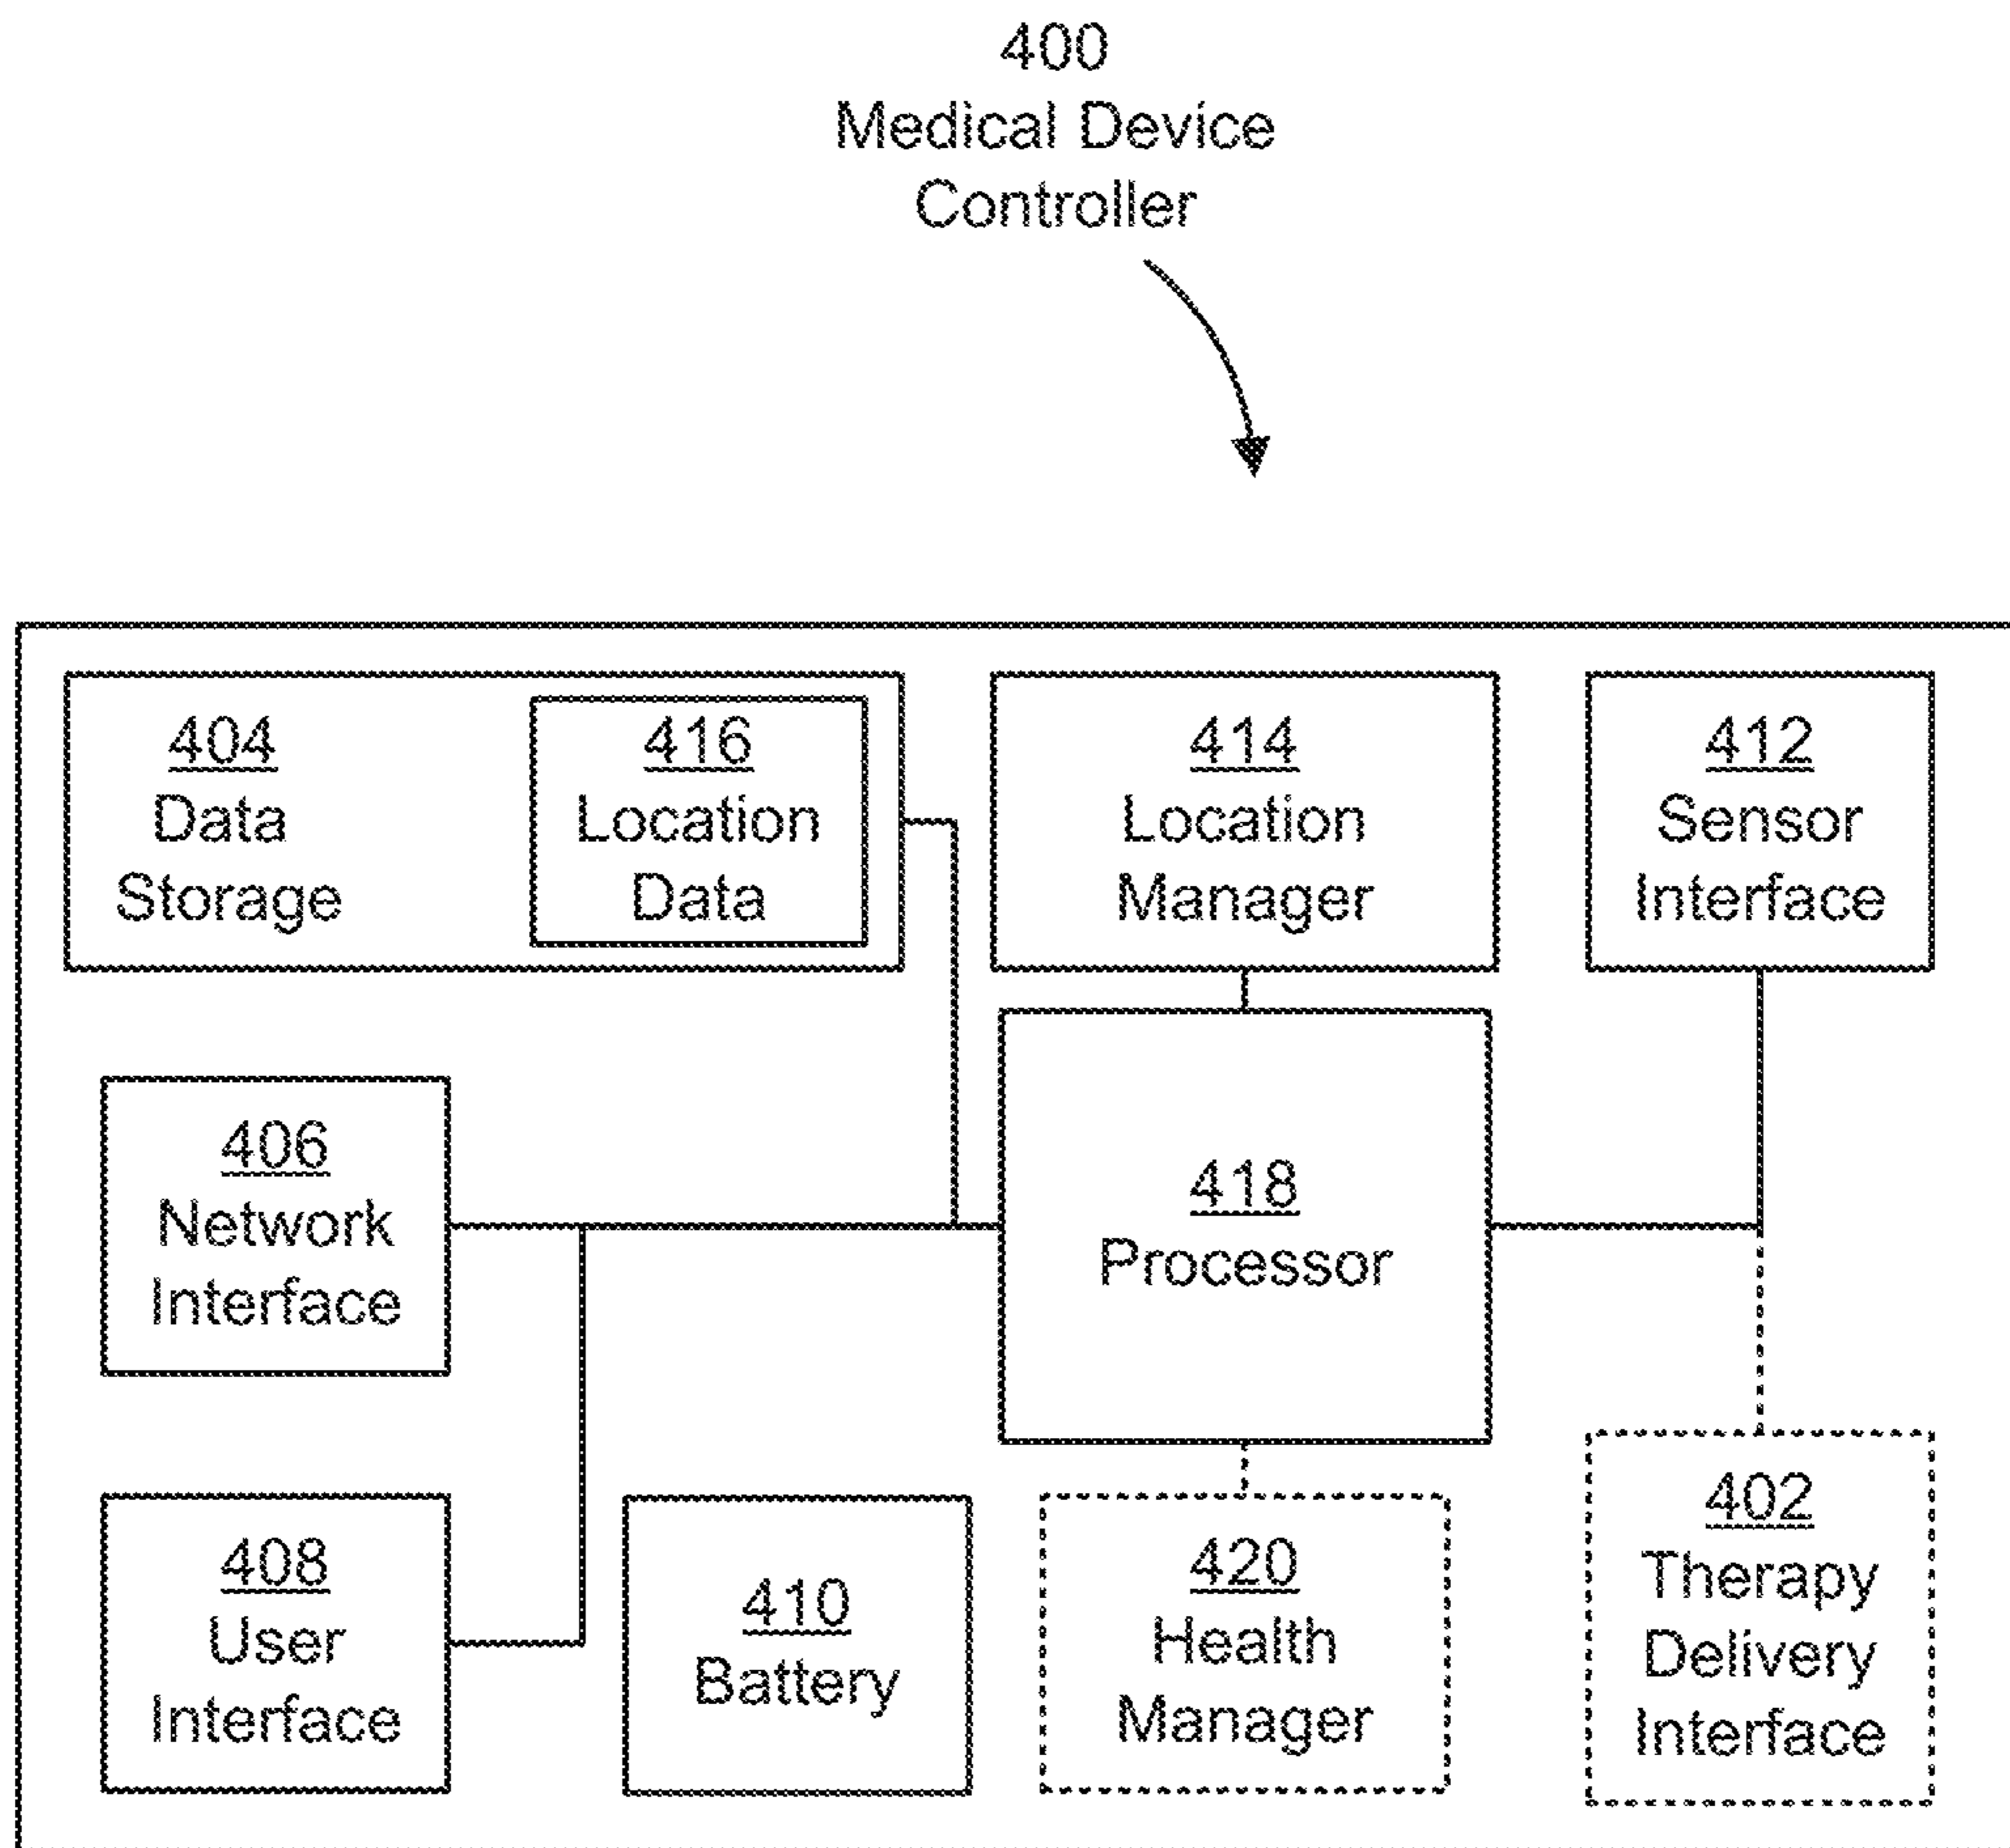 400
Medical Device
Controller
404
Data
Storage
416
Location
Data
414
Location
Manager
412
Sensor
Interface
406
Network
Interface
418
Processor
408
User
Interface
410
Battery
420
Health
Manager
402
Therapy
Delivery
Interface